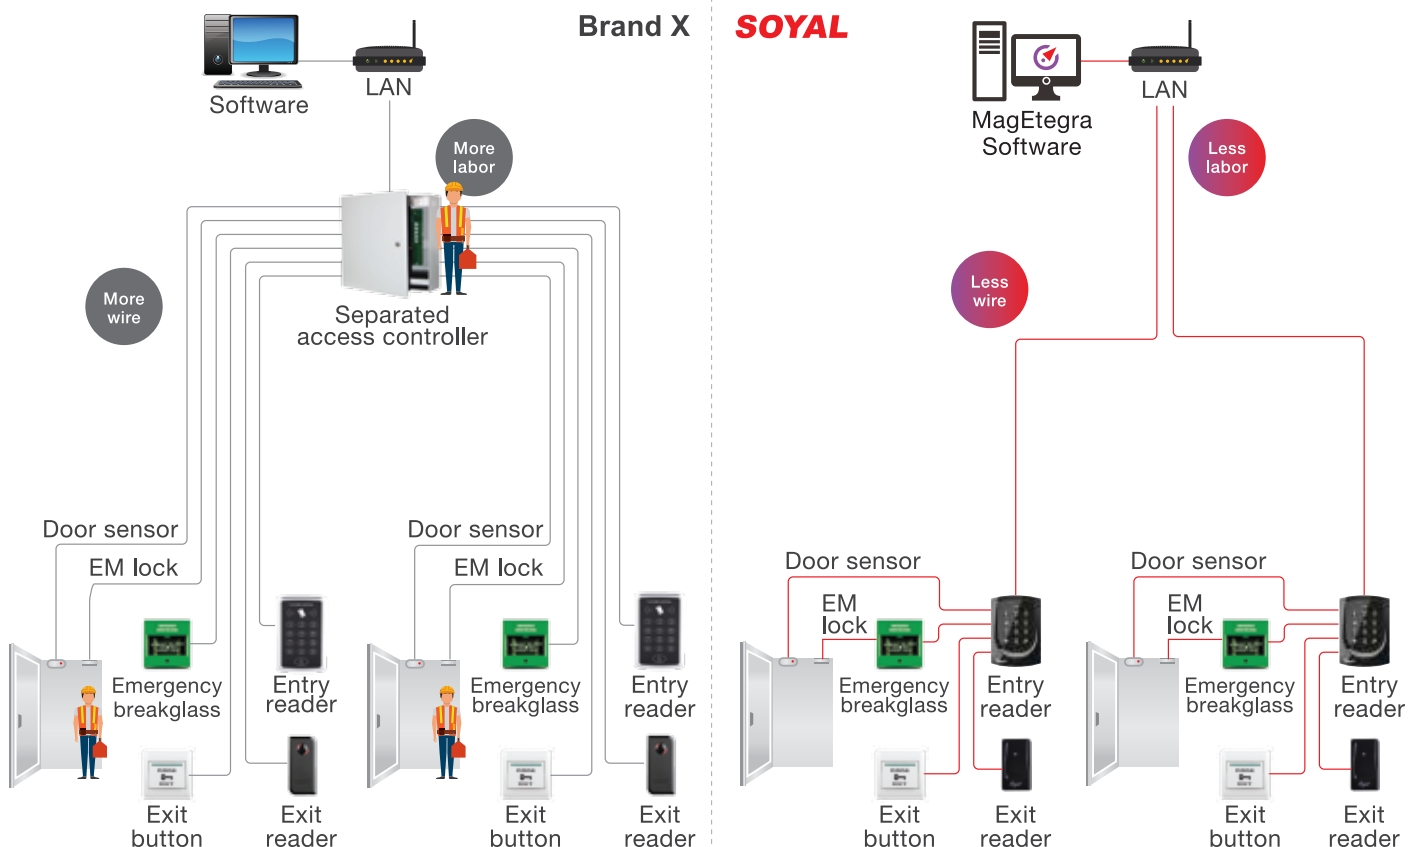 Brand X
Software
LAN
More
labor
More
wire
Separated
access controller
Door sensor
EM lock
Emergency
breakglass
Entry
reader
Exit
button
Exit
reader
Door sensor
EM lock
Emergency
breakglass
Entry
reader
Exit
button
Exit
reader
SOYAL
MagEtegra
Software
LAN
Less
labor
Less
wire
Door sensor
EM
lock
Emergency
breakglass
Entry
reader
Exit
button
Exit
reader
Door sensor
EM
lock
Emergency
breakglass
Entry
reader
Exit
button
Exit
reader